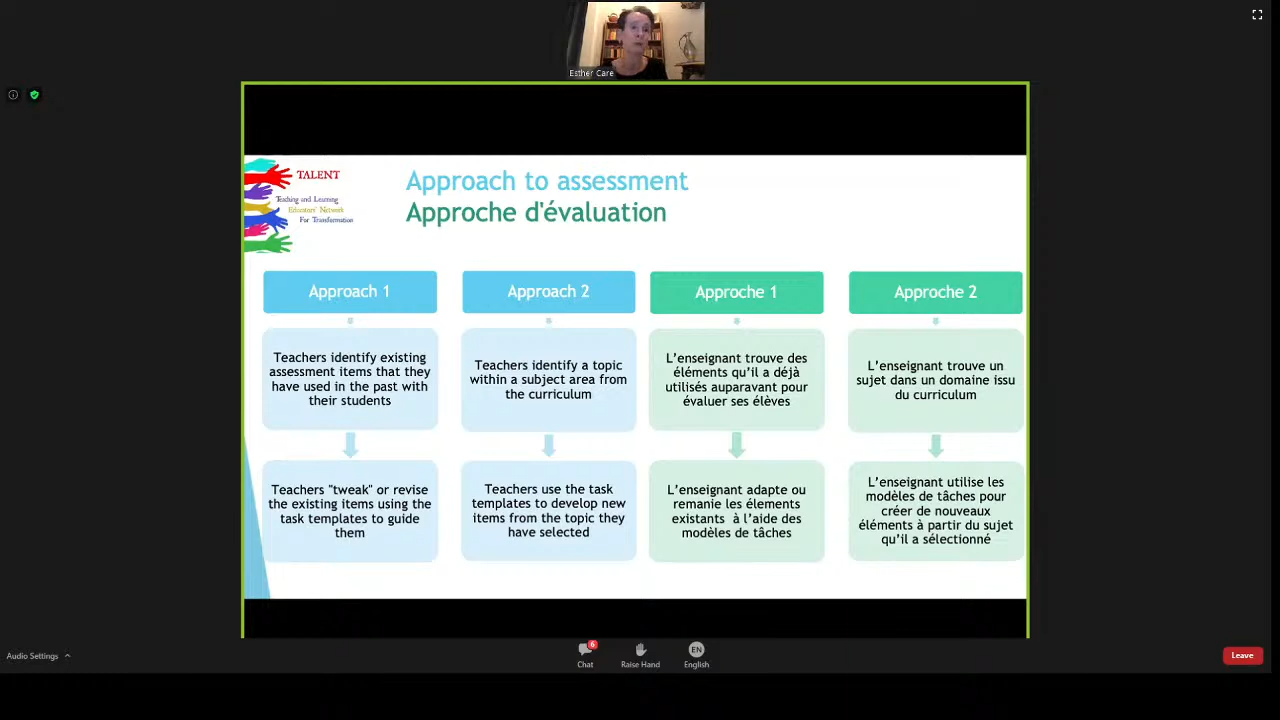 Esther Care
TALENT
Teaching and Learning
Educators' Network
For Transformation
Approach to assessment
Approche d'évaluation
Approach 1
Teachers identify existing
assessment items that they
have used in the past with
their students
Teachers "tweak" or revise
the existing items using the
task templates to guide
them
Approach 2
Teachers identify a topic
within a subject area from
the curriculum
Teachers use the task
templates to develop new
items from the topic they
have selected
Approche 1
L'enseignant trouve des
éléments qu'il a déjà
utilisés auparavant pour
évaluer ses élèves
L'enseignant adapte ou
remanie les élements
existants à l'aide des
modèles de tâches
Approche 2
L'enseignant trouve un
sujet dans un domaine issu
du curriculum
L'enseignant utilise les
modèles de tâches pour
créer de nouveaux
éléments à partir du sujet
qu'il a sélectionné
Audio Settings
6
Chat
Raise Hand
EN
English
Leave